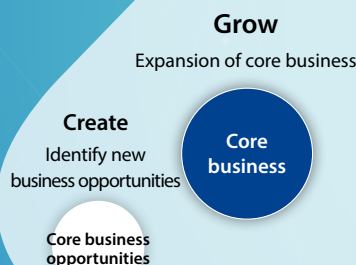 Grow
Expansion of core business
Core
business
Create
Identify new
business opportunities
Core business
opportunities